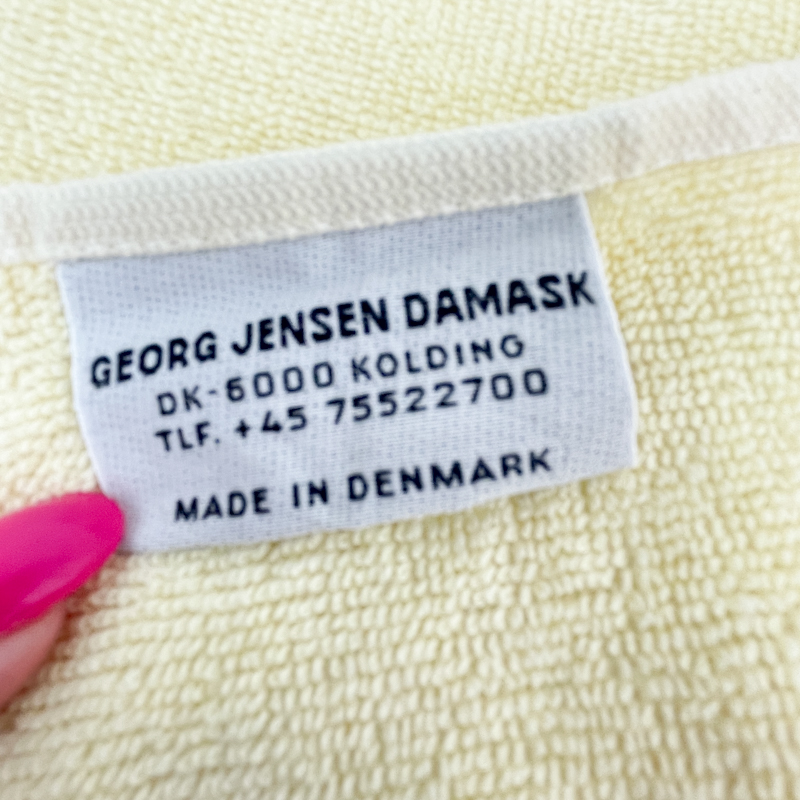 GEORG JENSEN DAMASK
DK-6000 KOLDING
TLF. +45 75522700
MADE IN DENMARK